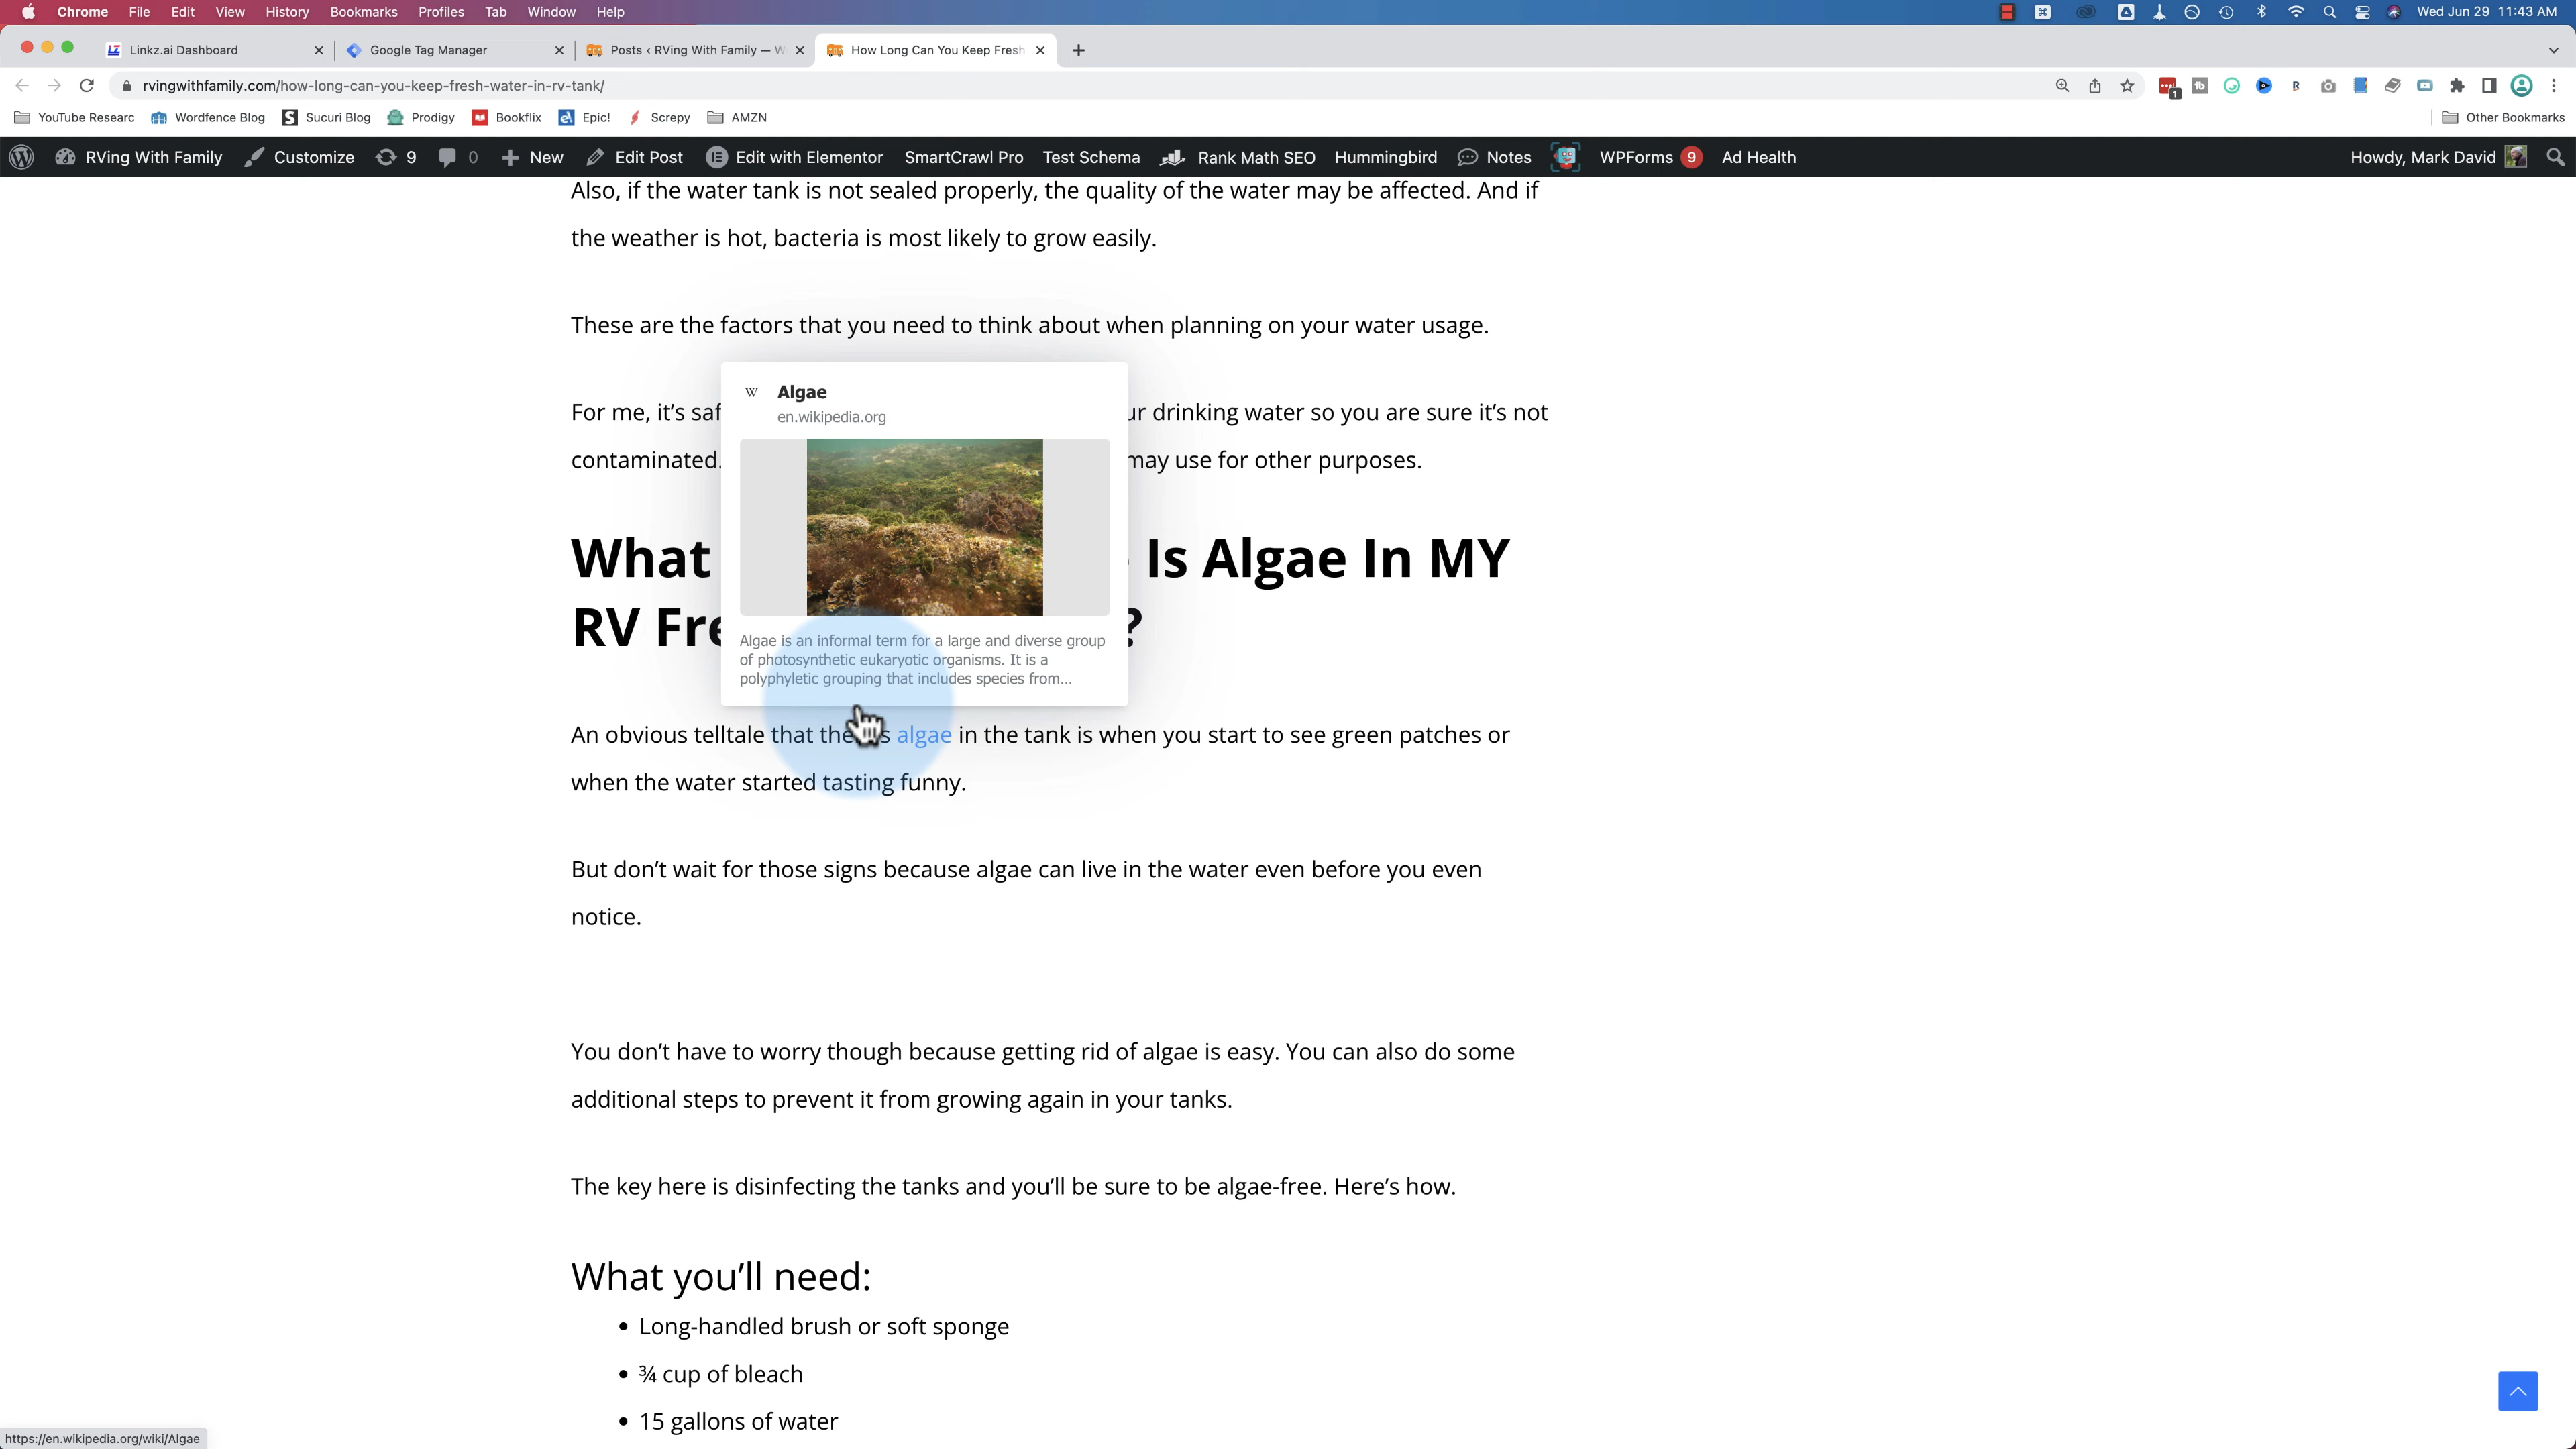 Chrome File Edit View History Bookmarks Profiles Tab Window Help
Wed Jun 29 11:43 AM
Linkz.ai Dashboard
Google Tag Manager
Posts ‹ RVing With Family — W
How Long Can You Keep Fresh
rvingwithfamily.com/how-long-can-you-keep-fresh-water-in-rv-tank/
YouTube Researc Wordfence Blog Sucuri Blog Prodigy Bookflix Epic! Screpy AMZN Other Bookmarks
RVing With Family Customize 9 0 New Edit Post Edit with Elementor SmartCrawl Pro Test Schema Rank Math SEO Hummingbird Notes WPForms 9 Ad Health Howdy, Mark David
Also, if the water tank is not sealed properly, the quality of the water may be affected. And if
the weather is hot, bacteria is most likely to grow easily.
These are the factors that you need to think about when planning on your water usage.
Algae
en.wikipedia.org
Algae is an informal term for a large and diverse group
of photosynthetic eukaryotic organisms. It is a
polyphyletic grouping that includes species from...
For me, it's saf ur drinking water so you are sure it's not
contaminated. may use for other purposes.
What Is Algae In MY
RV Fre ?
An obvious telltale that the s algae in the tank is when you start to see green patches or
when the water started tasting funny.
But don't wait for those signs because algae can live in the water even before you even
notice.
You don't have to worry though because getting rid of algae is easy. You can also do some
additional steps to prevent it from growing again in your tanks.
The key here is disinfecting the tanks and you'll be sure to be algae-free. Here's how.
What you'll need:
• Long-handled brush or soft sponge
• ¾ cup of bleach
• 15 gallons of water
https://en.wikipedia.org/wiki/Algae